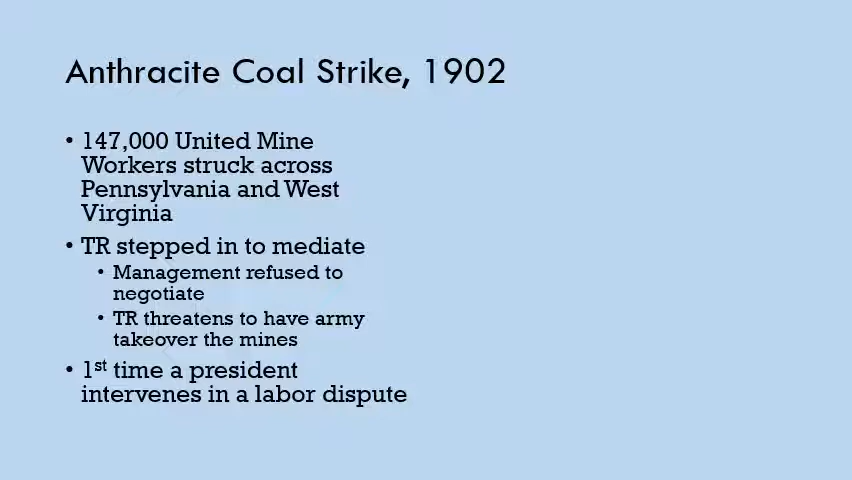 Anthracite Coal Strike, 1902
• 147,000 United Mine
Workers struck across
Pennsylvania and West
Virginia
• TR stepped in to mediate
• Management refused to
negotiate
• TR threatens to have army
takeover the mines
• 1st time a president
intervenes in a labor dispute